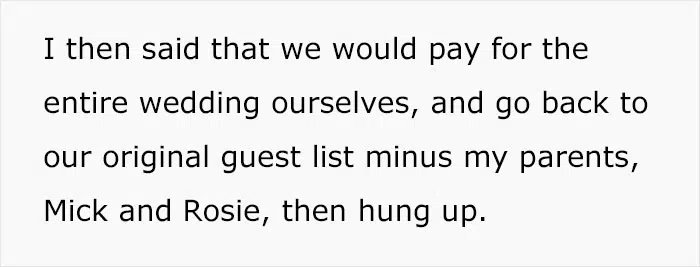 I then said that we would pay for the
entire wedding ourselves, and go back to
our original guest list minus my parents,
Mick and Rosie, then hung up.